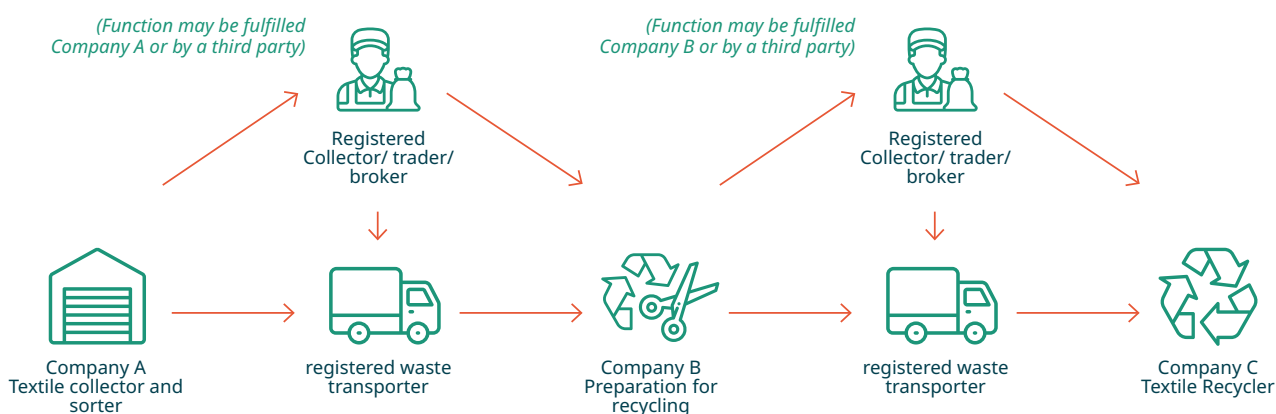 (Function may be fulfilled
Company A or by a third party)
(Function may be fulfilled
Company B or by a third party)
Registered
Collector/ trader/
broker
Registered
Collector/ trader/
broker
Company A
Textile collector and
sorter
registered waste
transporter
Company B
Preparation for
recycling
registered waste
transporter
Company C
Textile Recycler